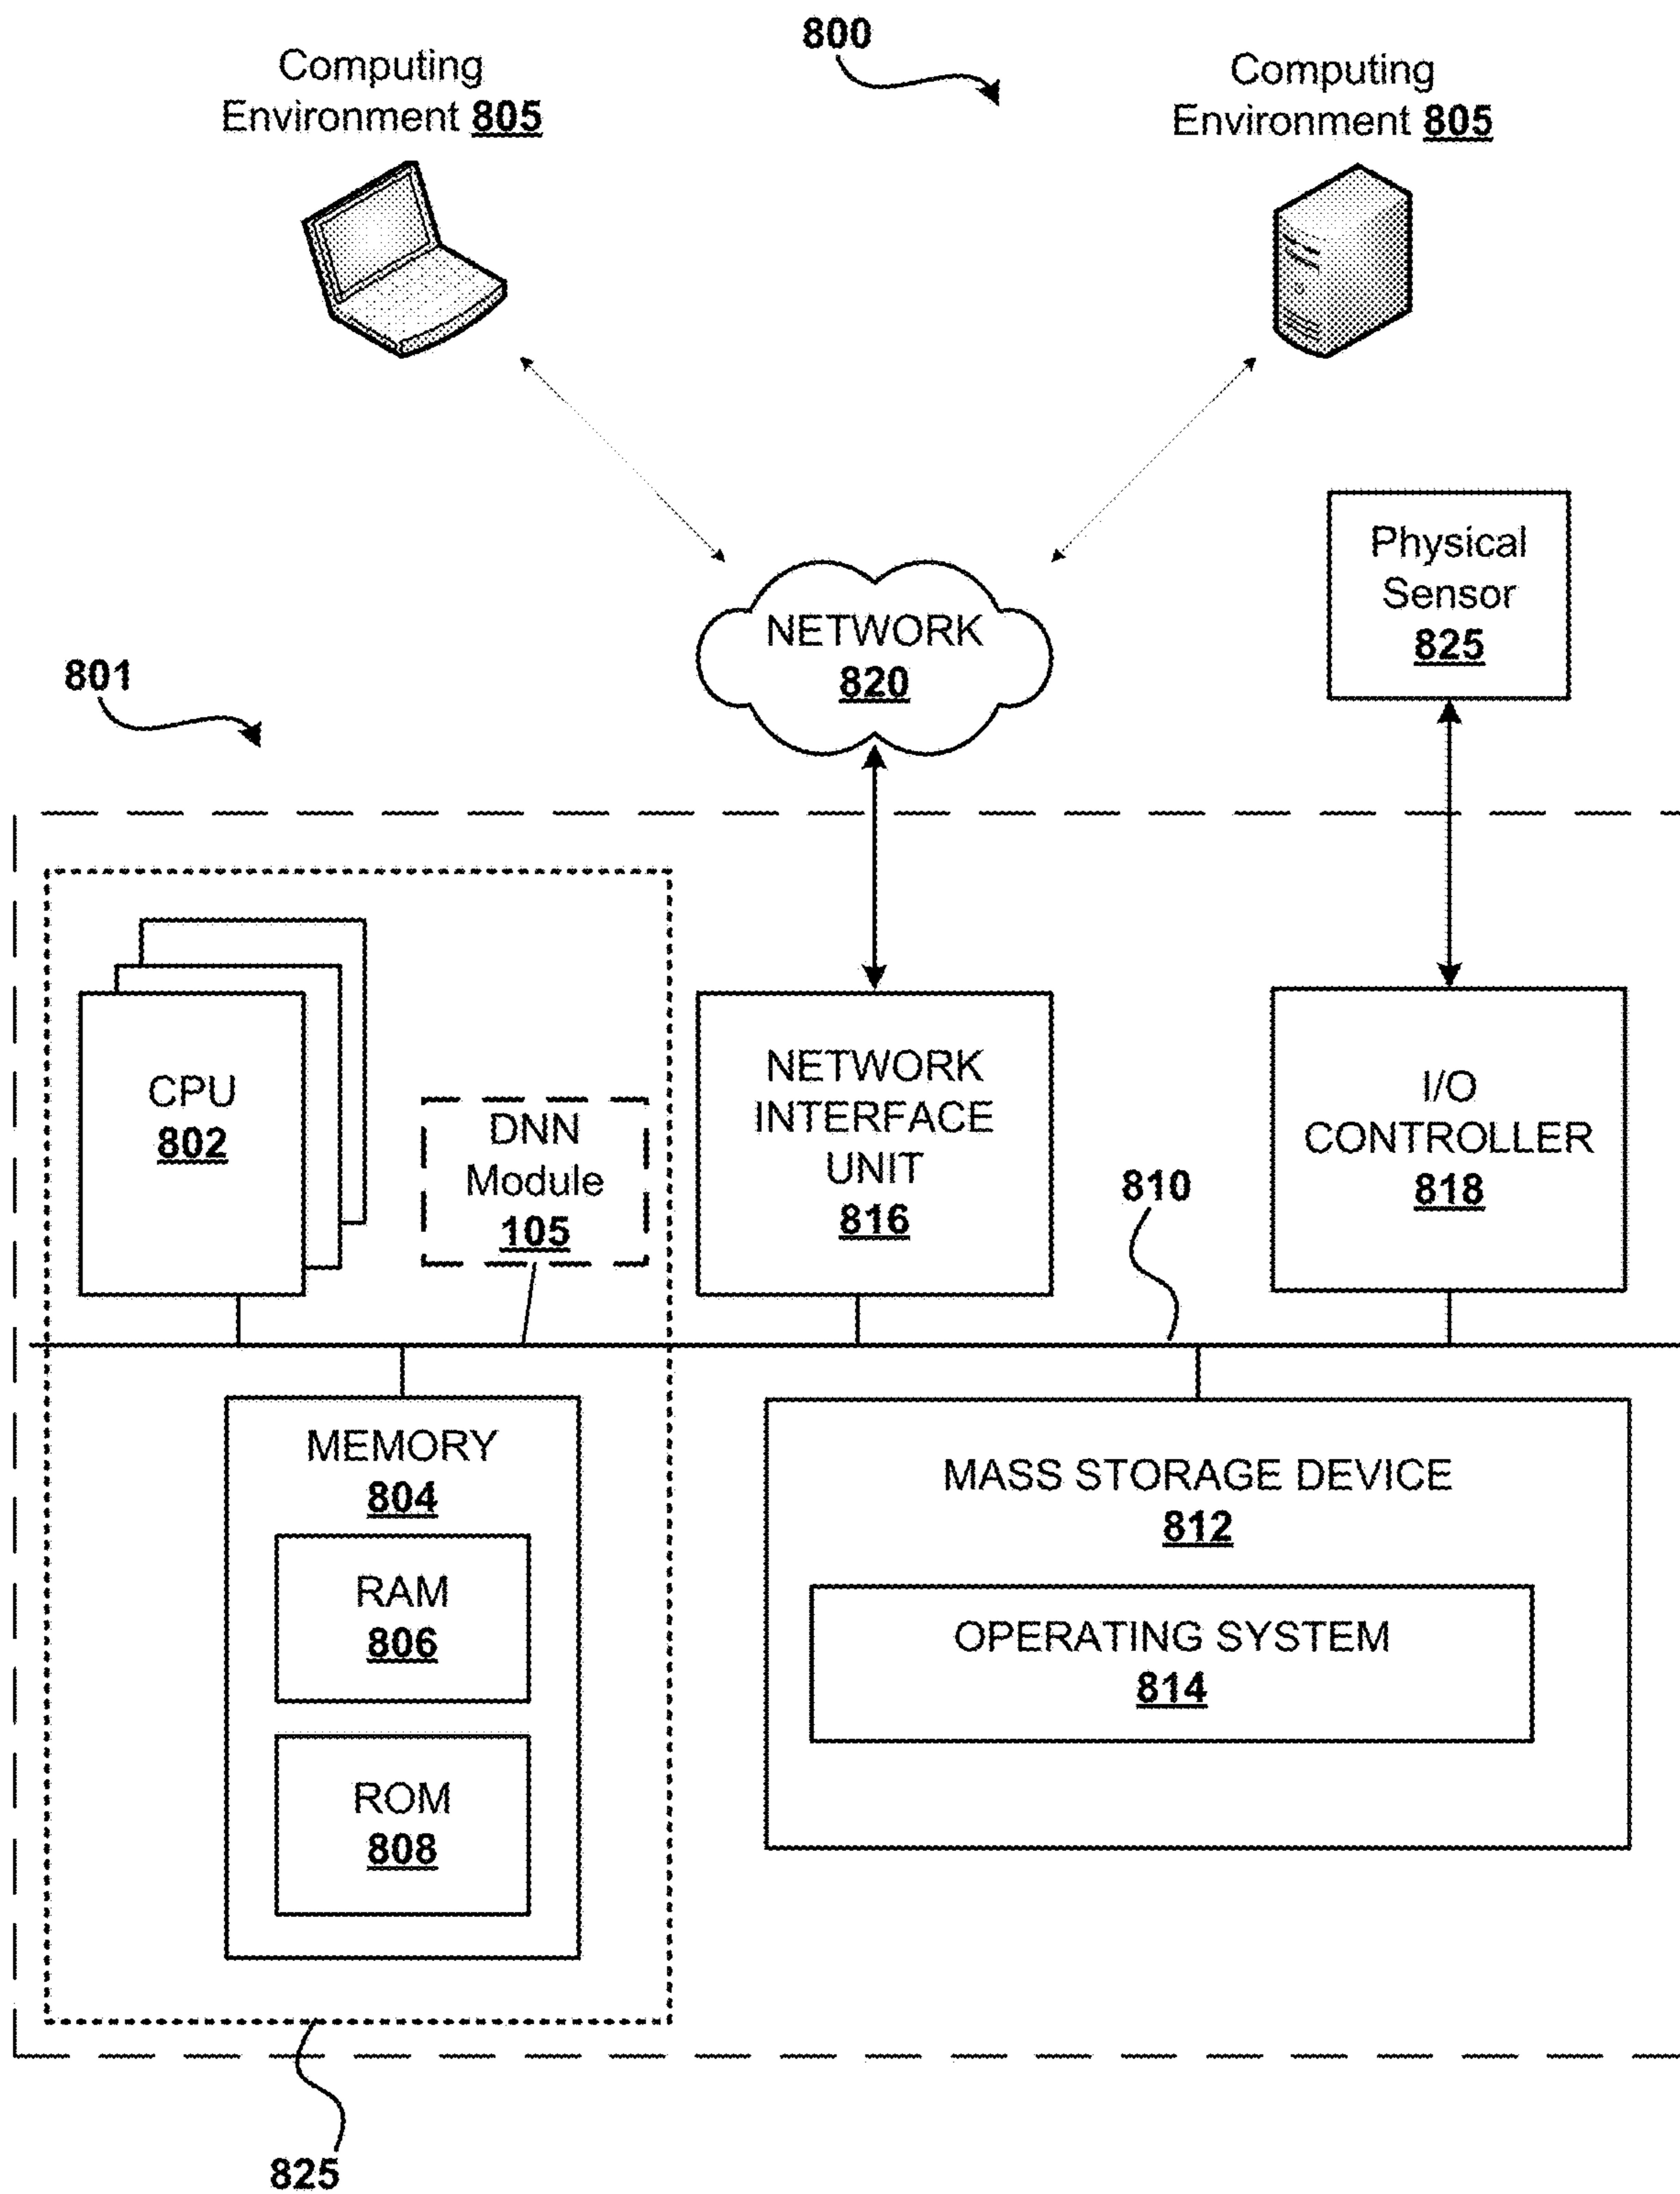 800
Computing
Environment 805
Computing
Environment 805
Physical
Sensor
825
NETWORK
820
801
CPU
802
DNN
Module
105
NETWORK
INTERFACE
UNIT
816
810
I/O
CONTROLLER
818
MEMORY
804
RAM
806
ROM
808
MASS STORAGE DEVICE
812
OPERATING SYSTEM
814
825